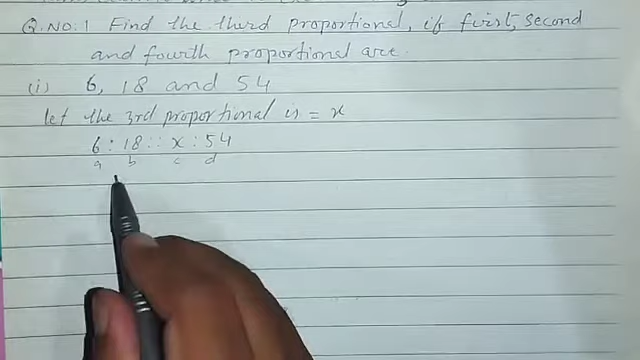 Q.NO:1 Find the third proportional, if first, second
and fourth proportional are.
(i) 6, 18 and 54
let the 3rd proportional is = x
6 : 18 :: x : 54
a b c d